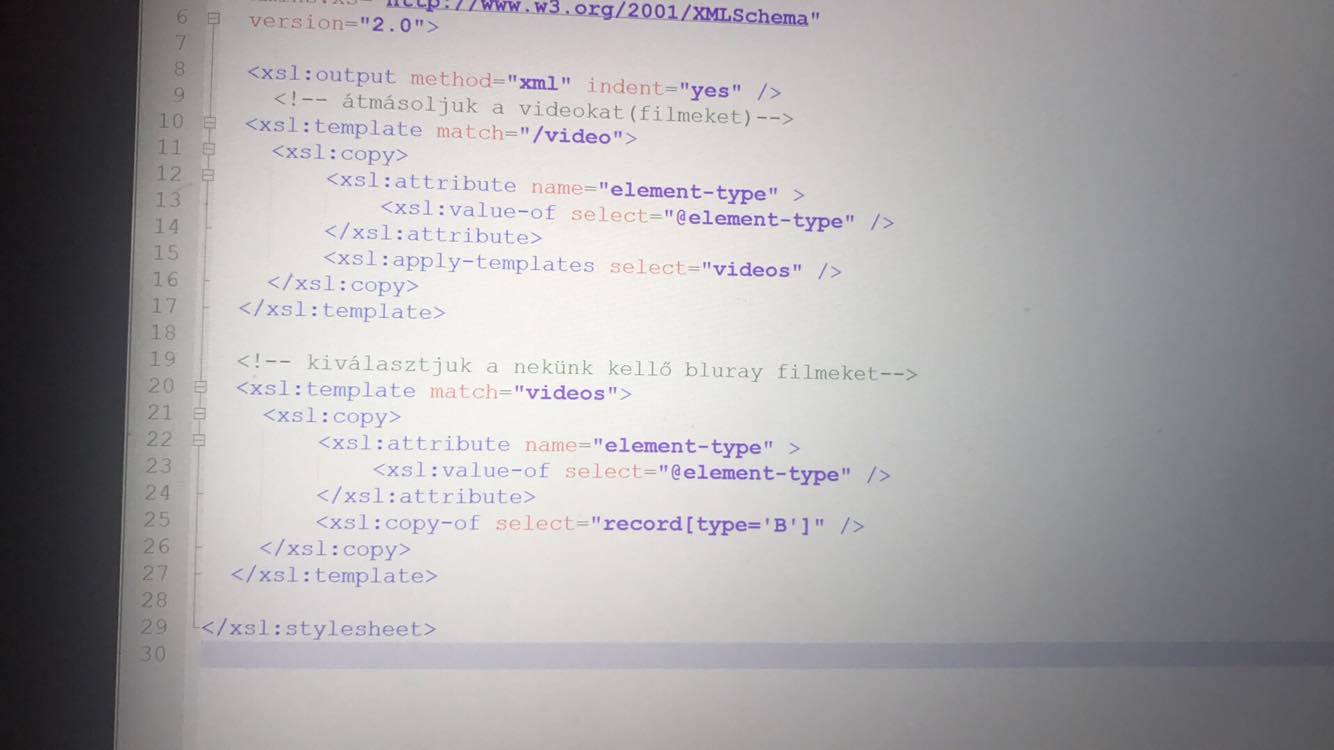 http://www.w3.org/2001/XMLSchema"
6 version="2.0">
7
8 <xsl:output method="xml" indent="yes" />
9 <!-- átmásoljuk a videokat(filmeket)-->
10 <xsl:template match="/video">
11 <xsl:copy>
12 <xsl:attribute name="element-type" >
13 <xsl:value-of select="@element-type" />
14 </xsl:attribute>
15 <xsl:apply-templates select="videos" />
16 </xsl:copy>
17 </xsl:template>
18
19 <!-- kiválasztjuk a nekünk kellő bluray filmeket-->
20 <xsl:template match="videos">
21 <xsl:copy>
22 <xsl:attribute name="element-type" >
23 <xsl:value-of select="@element-type" />
24 </xsl:attribute>
25 <xsl:copy-of select="record[type='B']" />
26 </xsl:copy>
27 </xsl:template>
28
29 </xsl:stylesheet>
30